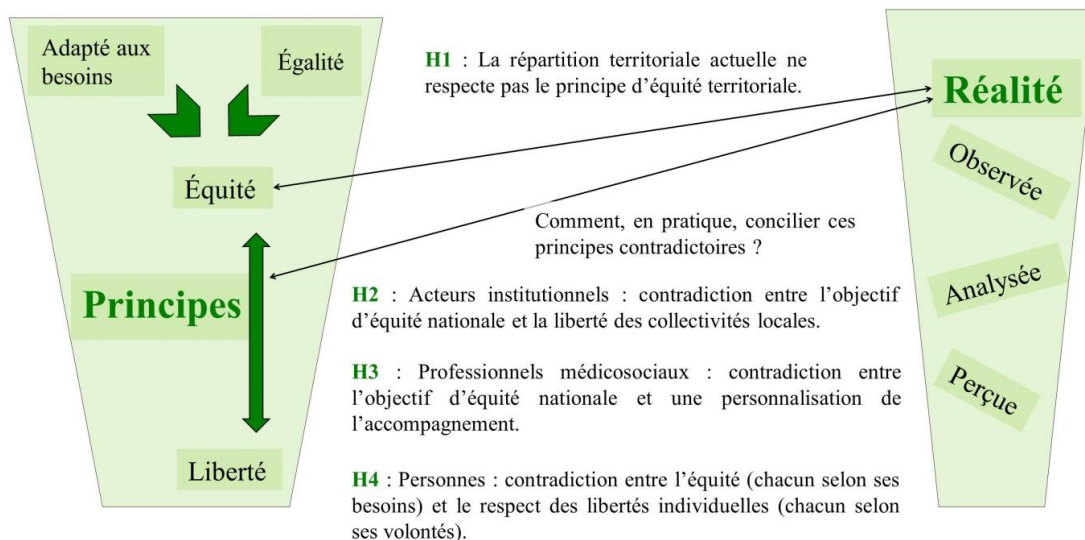 Adapté aux
besoins
Égalité
Équité
Principes
Liberté
H1 : La répartition territoriale actuelle ne
respecte pas le principe d’équité territoriale.
Comment, en pratique, concilier ces
principes contradictoires ?
H2 : Acteurs institutionnels : contradiction entre l’objectif
d’équité nationale et la liberté des collectivités locales.
H3 : Professionnels médicosociaux : contradiction entre
l’objectif d’équité nationale et une personnalisation de
l’accompagnement.
H4 : Personnes : contradiction entre l’équité (chacun selon ses
besoins) et le respect des libertés individuelles (chacun selon
ses volontés).
Réalité
Observée
Analysée
Perçue